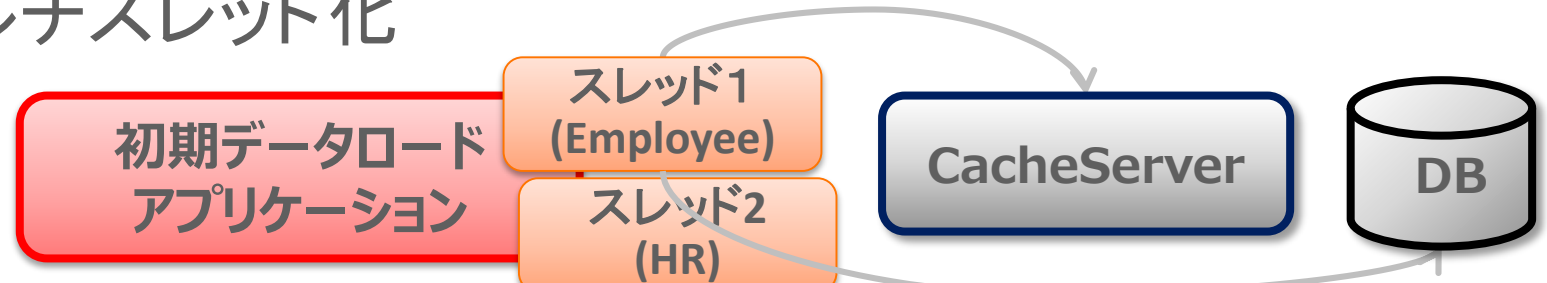 ルチスレッド化
初期データロード
アプリケーション
スレッド1
(Employee)
スレッド2
(HR)
CacheServer
DB